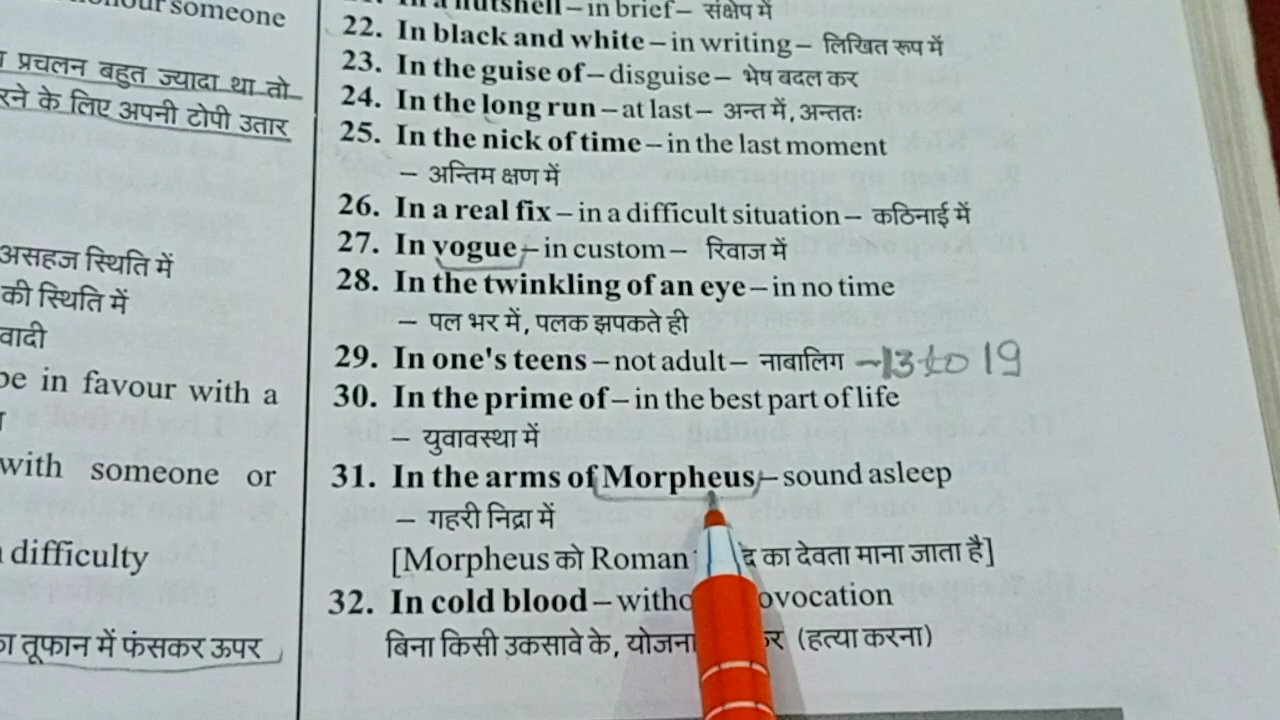 someone
प्रचलन बहुत ज्यादा था तो
के लिए अपनी टोपी उतार
असहज स्थिति में
की स्थिति में
वादी
be in favour with a
with someone or
difficulty
तूफान में फंसकर ऊपर
In a nutshell – in brief – संक्षेप में
22. In black and white – in writing – लिखित रूप में
23. In the guise of – disguise – भेष बदल कर
24. In the long run – at last – अन्त में, अन्ततः
25. In the nick of time – in the last moment
– अन्तिम क्षण में
26. In a real fix – in a difficult situation – कठिनाई में
27. In vogue – in custom – रिवाज में
28. In the twinkling of an eye – in no time
– पल भर में, पलक झपकते ही
29. In one's teens – not adult – नाबालिग – 13 to 19
30. In the prime of – in the best part of life
– युवावस्था में
31. In the arms of Morpheus – sound asleep
– गहरी निद्रा में
[Morpheus को Roman का देवता माना जाता है]
32. In cold blood –
बिना किसी उकसावे के, (हत्या करना)